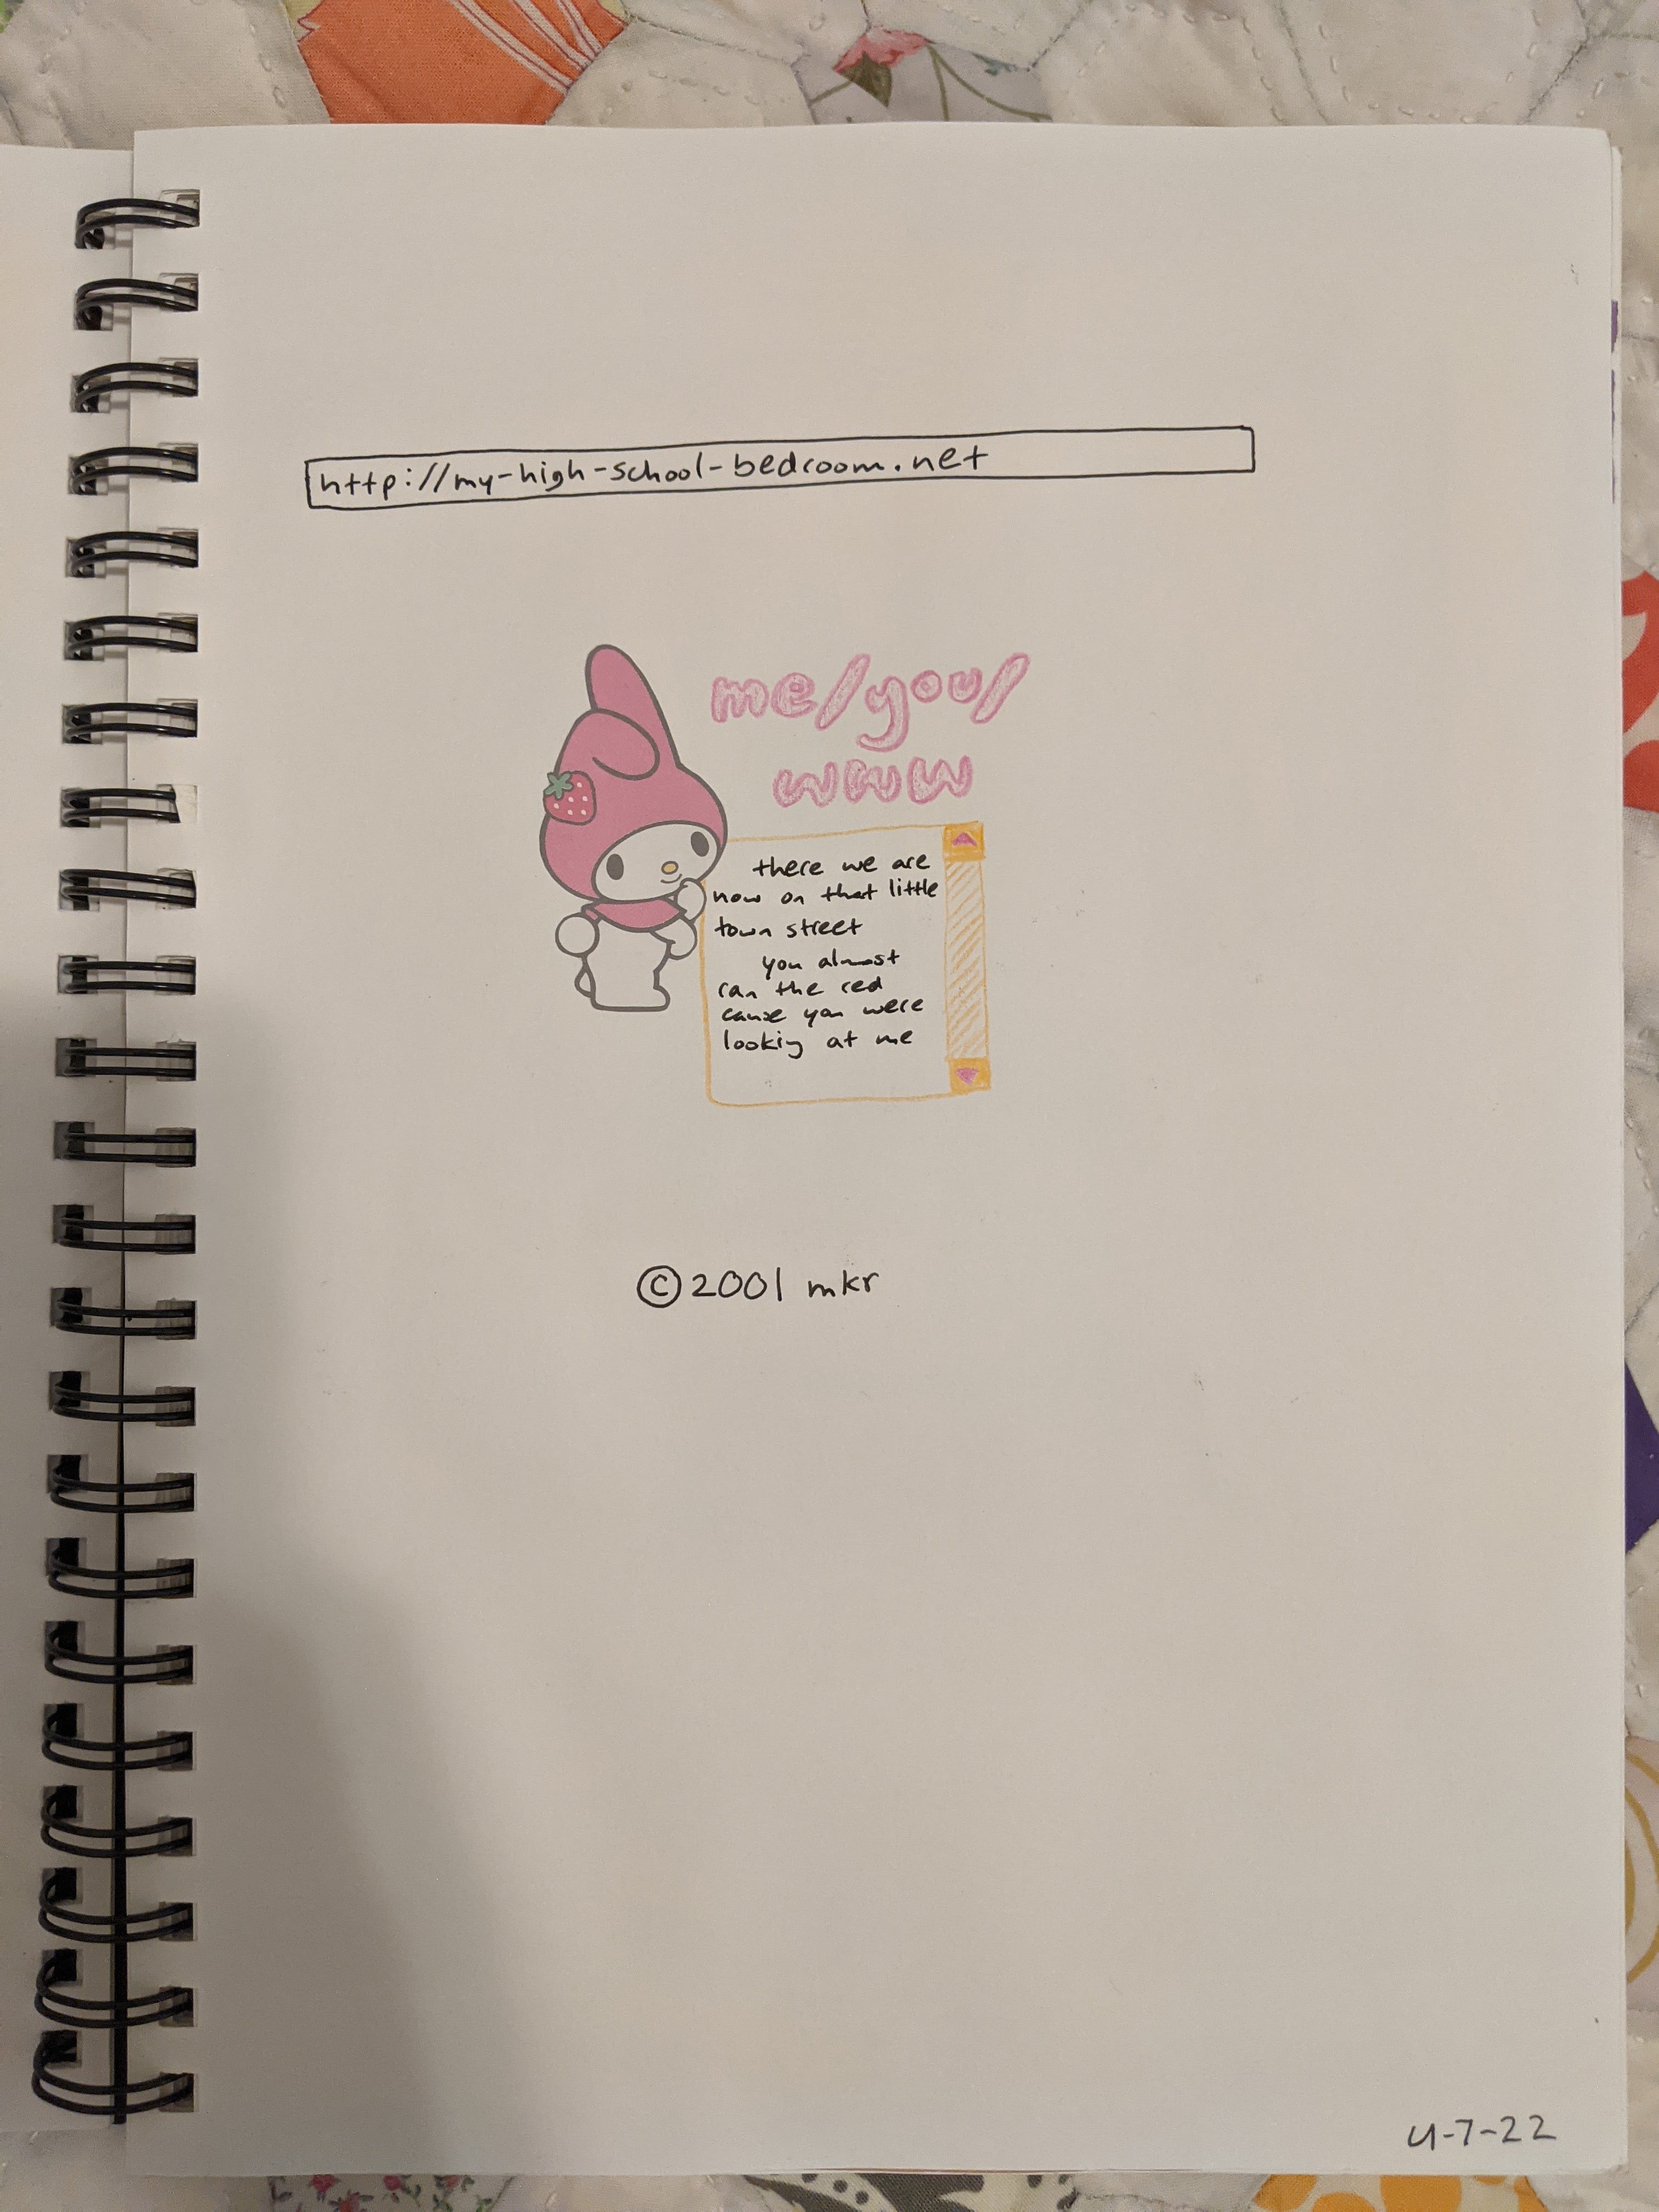 http://my-high-school-bedroom.net
me/you/
www
there we are
now on that little
town street
you almost
ran the red
cause you were
lookig at me
©2001 mkr
4-7-22